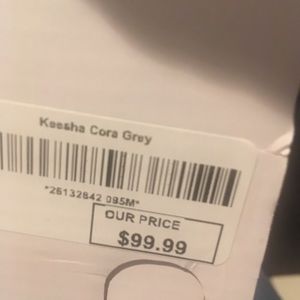 Keesha Cora Grey
*26132842 095M*
OUR PRICE
$99.99